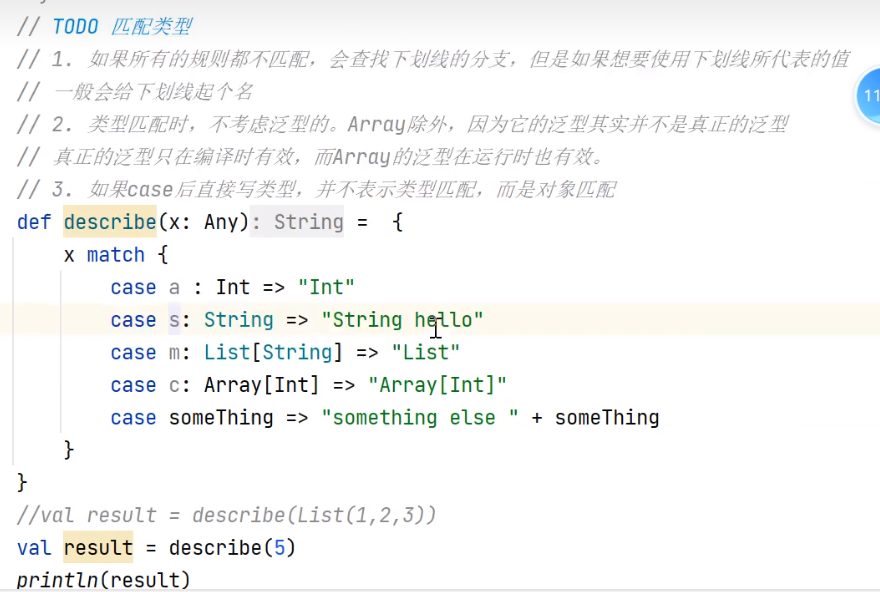 // TODO 匹配类型
// 1. 如果所有的规则都不匹配，会查找下划线的分支，但是如果想要使用下划线所代表的值
// 一般会给下划线起个名
// 2. 类型匹配时，不考虑泛型的。Array除外，因为它的泛型其实并不是真正的泛型
// 真正的泛型只在编译时有效，而Array的泛型在运行时也有效。
// 3. 如果case后直接写类型，并不表示类型匹配，而是对象匹配
def describe(x: Any): String = {
    x match {
        case a : Int => "Int"
        case s: String => "String hello"
        case m: List[String] => "List"
        case c: Array[Int] => "Array[Int]"
        case someThing => "something else " + someThing
    }
}
//val result = describe(List(1,2,3))
val result = describe(5)
println(result)
11